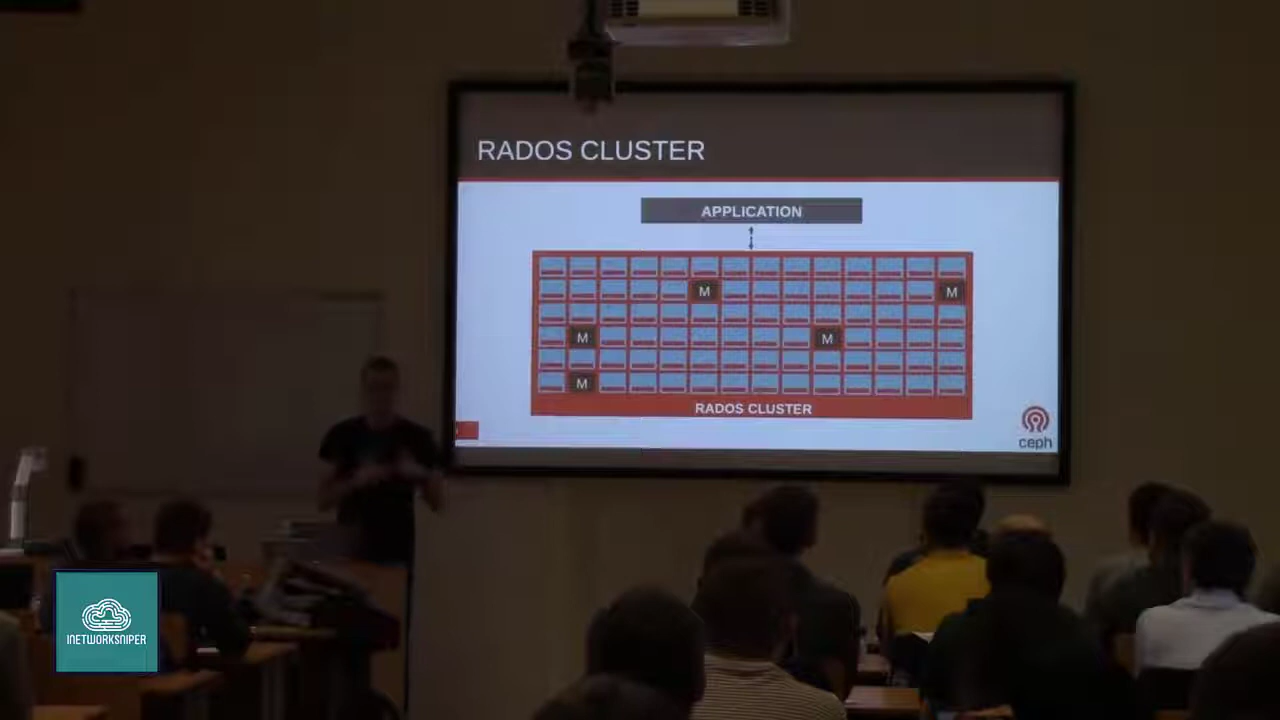 RADOS CLUSTER
APPLICATION
M
M
M
M
M
RADOS CLUSTER
ceph
INETWORKSNIPER